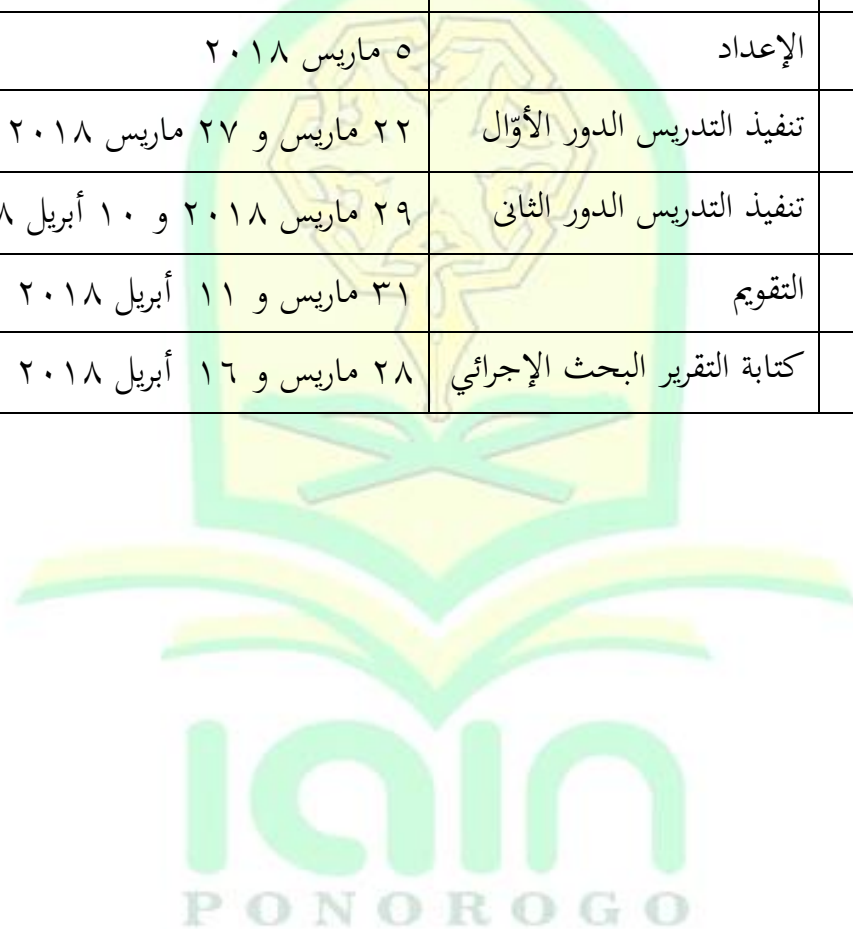 الإعداد ٥ ماريس ٢٠١٨
تنفيذ التدريس الدور الأوّال ٢٢ ماريس و ٢٧ ماريس ٢٠١٨
تنفيذ التدريس الدور الثانى ٢٩ ماريس ٢٠١٨ و ١٠ أبريل
التقويم ٣١ ماريس و ١١ أبريل ٢٠١٨
كتابة التقرير البحث الإجرائي ٢٨ ماريس و ١٦ أبريل ٢٠١٨
iain
PONOROGO